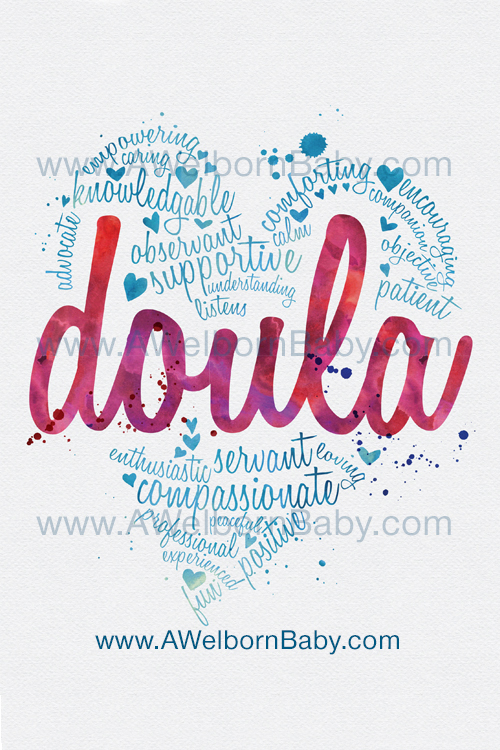 empowering
caring
www.AWelbornBaby.com
knowledgable
advocate
observant
supportive
understanding
listens
comforting
calm
encouraging
companion
objective
patient
doula
www.AWelbornBaby.com
enthusiastic
servant
loving
compassionate
peaceful
www.AWelbornBaby.com
professional
positive
experienced
fun
www.AWelbornBaby.com